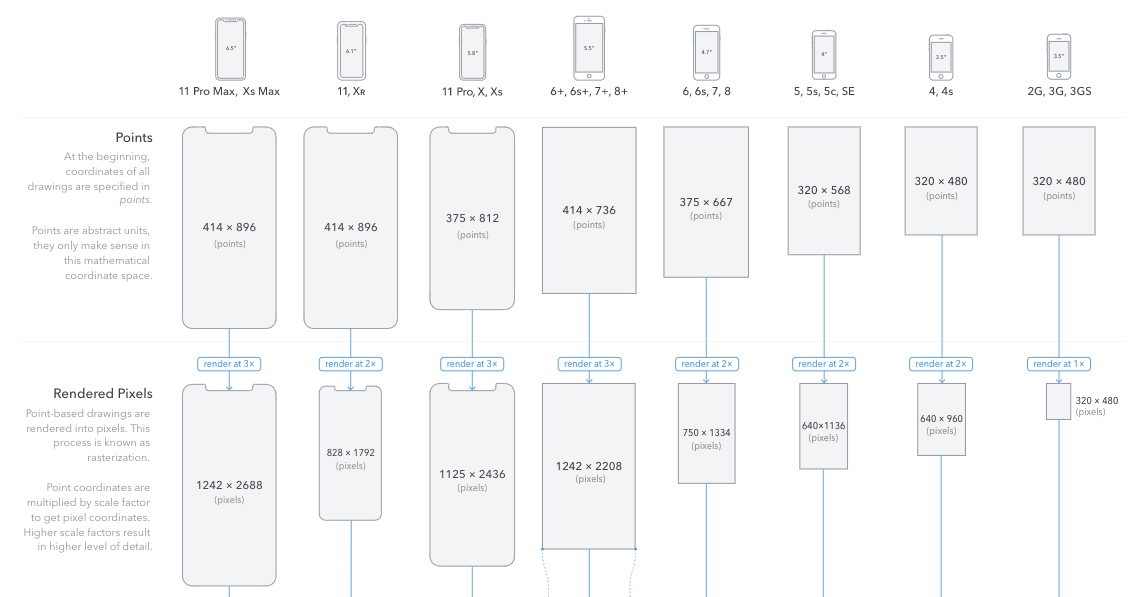 6.5"
6.1"
5.8"
5.5"
4.7"
4"
3.5"
3.5"
11 Pro Max, Xs Max
11, XR
11 Pro, X, Xs
6+, 6s+, 7+, 8+
6, 6s, 7, 8
5, 5s, 5c, SE
4, 4s
2G, 3G, 3GS
Points
At the beginning,
coordinates of all
drawings are specified in
points.
Points are abstract units,
they only make sense in
this mathematical
coordinate space.
414 × 896
(points)
414 × 896
(points)
375 × 812
(points)
414 × 736
(points)
375 × 667
(points)
320 × 568
(points)
320 × 480
(points)
320 × 480
(points)
render at 3×
render at 2×
render at 3×
render at 3×
render at 2×
render at 2×
render at 2×
render at 1×
Rendered Pixels
Point-based drawings are
rendered into pixels. This
process is known as
rasterization.
Point coordinates are
multiplied by scale factor
to get pixel coordinates.
Higher scale factors result
in higher level of detail.
1242 × 2688
(pixels)
828 × 1792
(pixels)
1125 × 2436
(pixels)
1242 × 2208
(pixels)
750 × 1334
(pixels)
640×1136
(pixels)
640 × 960
(pixels)
320 × 480
(pixels)